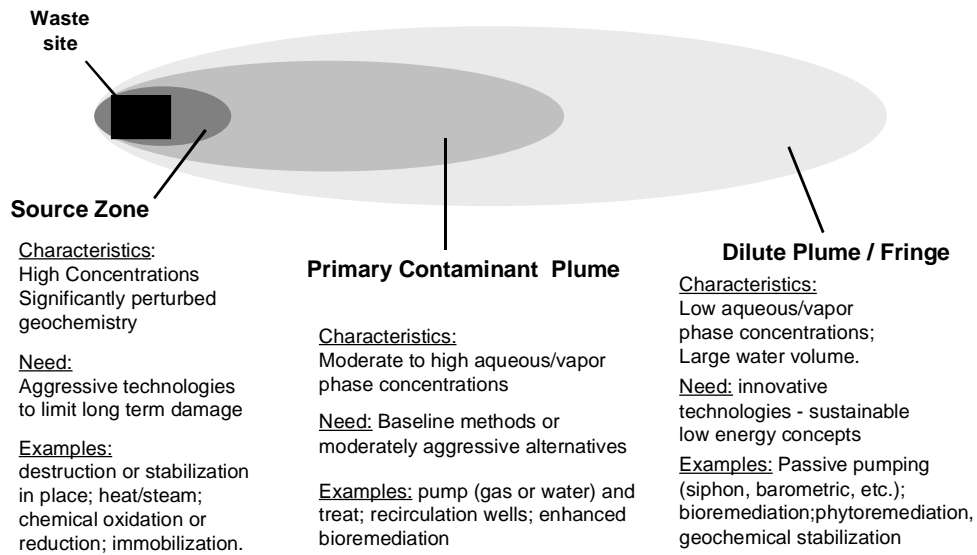 Waste
site
Source Zone
Characteristics:
High Concentrations
Significantly perturbed
geochemistry
Need:
Aggressive technologies
to limit long term damage
Examples:
destruction or stabilization
in place; heat/steam;
chemical oxidation or
reduction; immobilization.
Primary Contaminant Plume
Characteristics:
Moderate to high aqueous/vapor
phase concentrations
Need: Baseline methods or
moderately aggressive alternatives
Examples: pump (gas or water) and
treat; recirculation wells; enhanced
bioremediation
Dilute Plume / Fringe
Characteristics:
Low aqueous/vapor
phase concentrations;
Large water volume.
Need: innovative
technologies - sustainable
low energy concepts
Examples: Passive pumping
(siphon, barometric, etc.);
bioremediation;phytoremediation,
geochemical stabilization